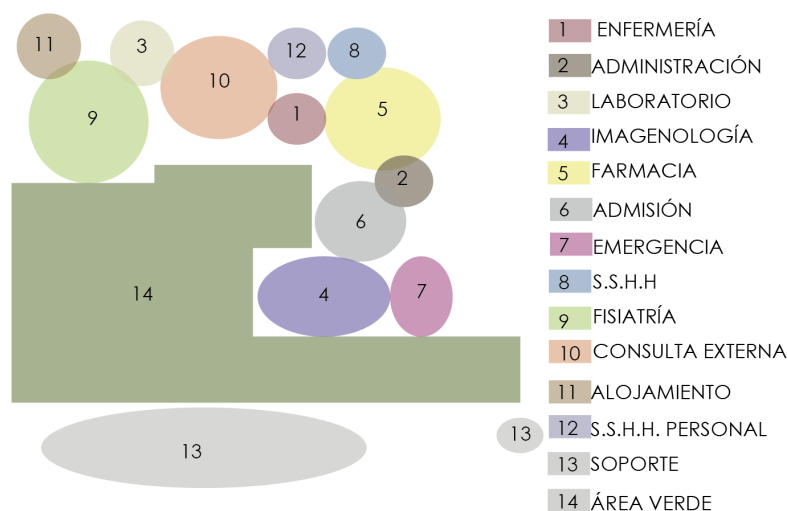 11
3
12
8
10
9
1
5
2
6
14
4
7
13
13
1 ENFERMERÍA
2 ADMINISTRACIÓN
3 LABORATORIO
4 IMAGENOLOGÍA
5 FARMACIA
6 ADMISIÓN
7 EMERGENCIA
8 S.S.H.H
9 FISIATRÍA
10 CONSULTA EXTERNA
11 ALOJAMIENTO
12 S.S.H.H. PERSONAL
13 SOPORTE
14 ÁREA VERDE